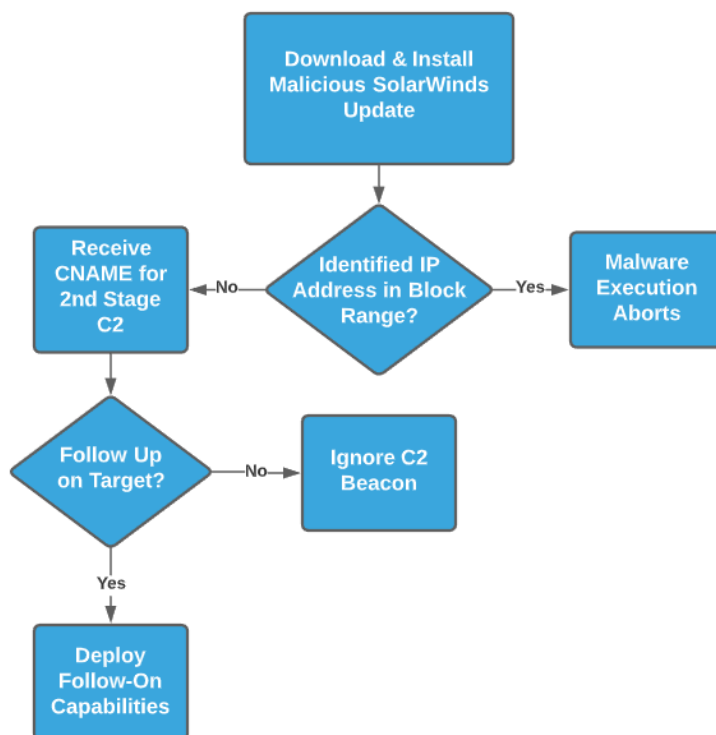 Download & Install
Malicious SolarWinds
Update
Receive
CNAME for
2nd Stage
C2
No
Identified IP
Address in Block
Range?
Yes
Malware
Execution
Aborts
Follow Up
on Target?
No
Ignore C2
Beacon
Yes
Deploy
Follow-On
Capabilities